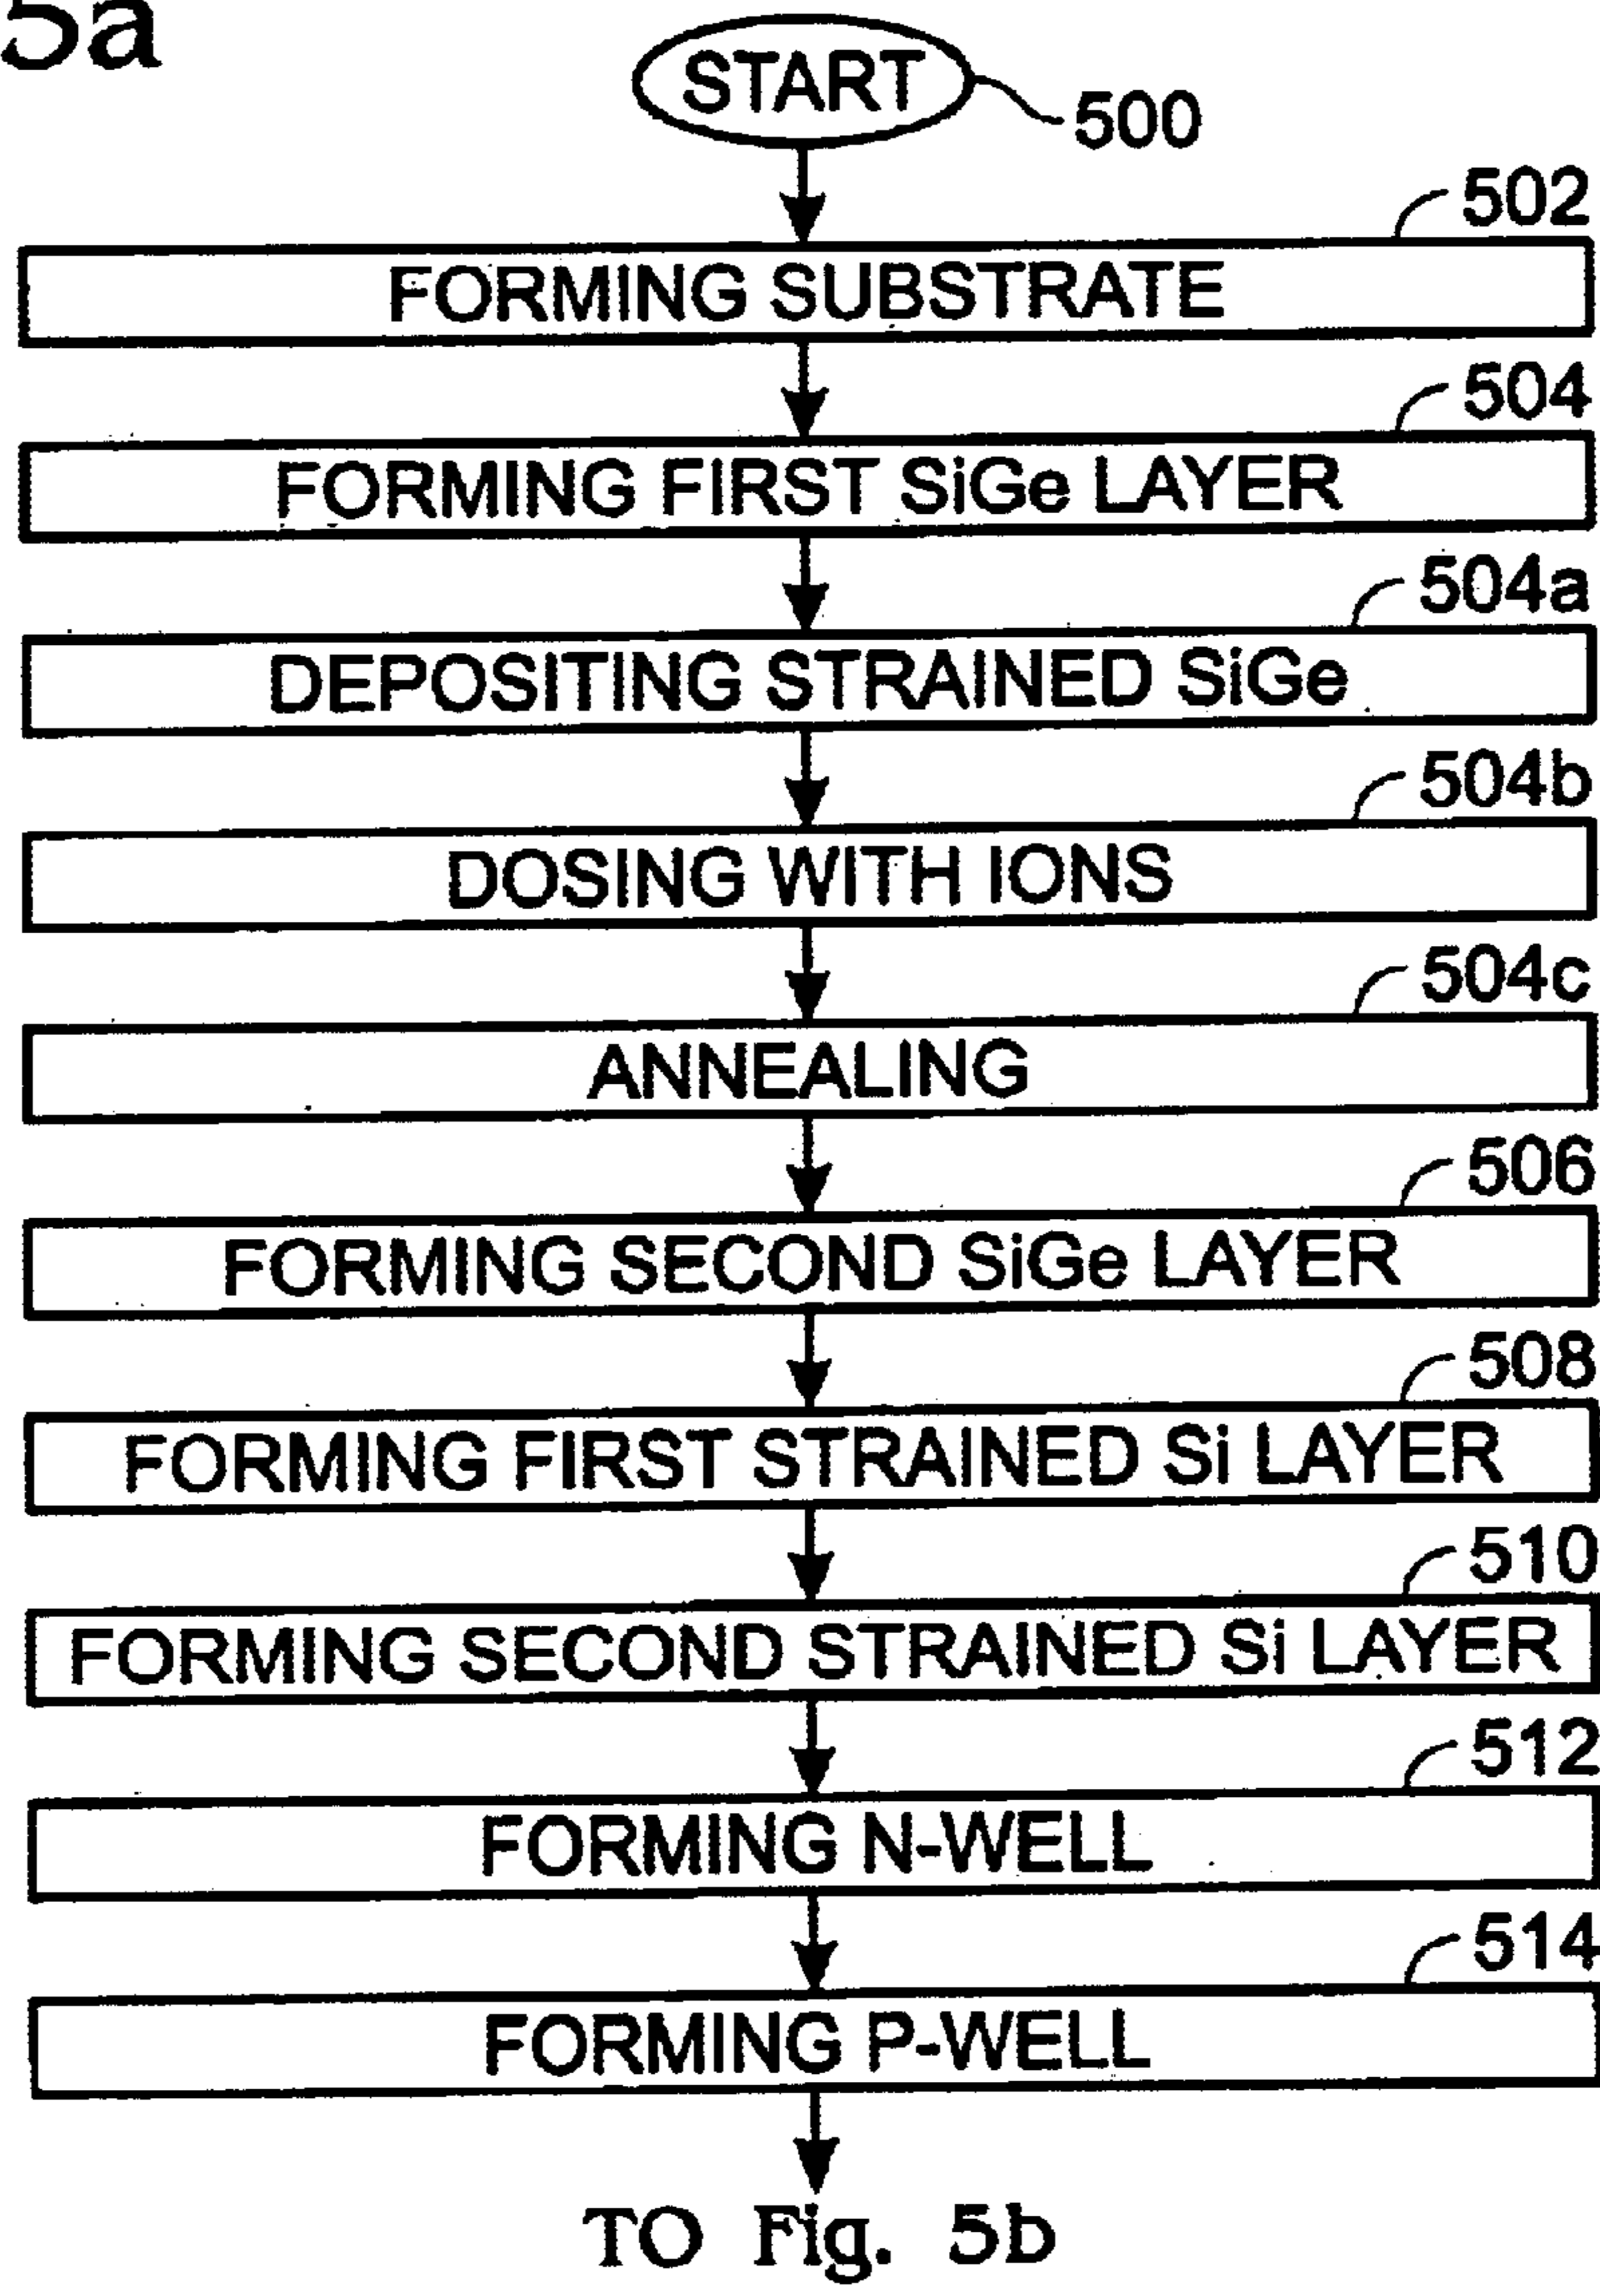 5a
START
500
502
FORMING SUBSTRATE
504
FORMING FIRST SiGe LAYER
504a
DEPOSITING STRAINED SiGe
504b
DOSING WITH IONS
504c
ANNEALING
506
FORMING SECOND SiGe LAYER
508
FORMING FIRST STRAINED Si LAYER
510
FORMING SECOND STRAINED Si LAYER
512
FORMING N-WELL
514
FORMING P-WELL
TO Fig. 5b